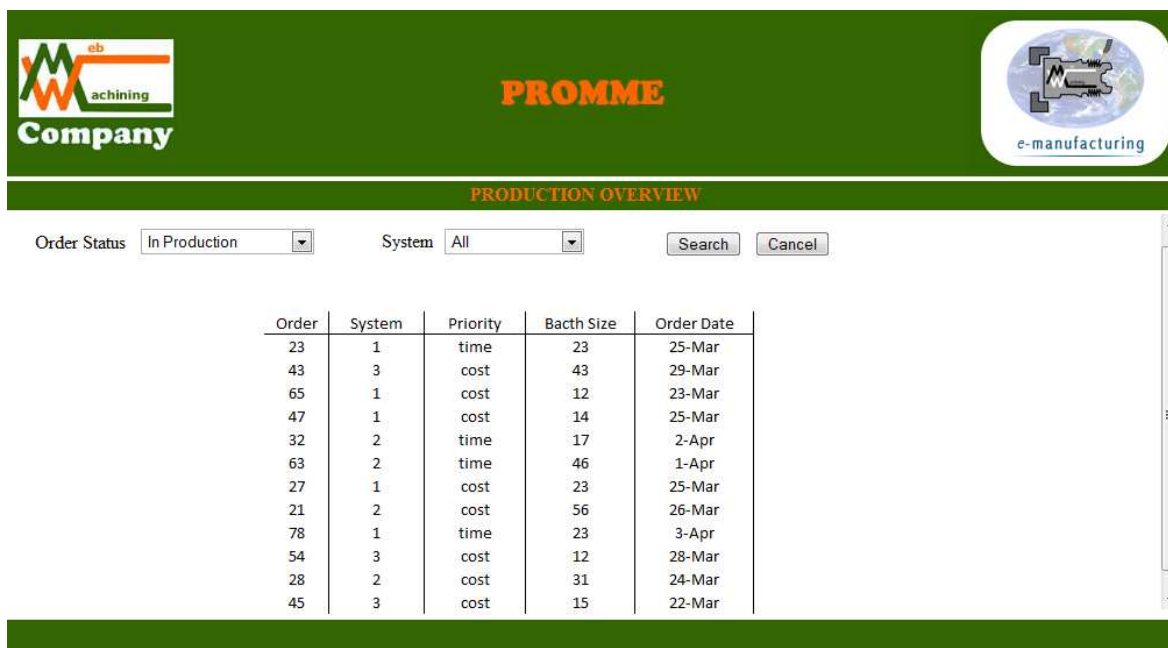 eb
achining
Company
PROMME
e-manufacturing
PRODUCTION OVERVIEW
Order Status In Production System All Search Cancel
Order System Priority Bacth Size Order Date
23 1 time 23 25-Mar
43 3 cost 43 29-Mar
65 1 cost 12 23-Mar
47 1 cost 14 25-Mar
32 2 time 17 2-Apr
63 2 time 46 1-Apr
27 1 cost 23 25-Mar
21 2 cost 56 26-Mar
78 1 time 23 3-Apr
54 3 cost 12 28-Mar
28 2 cost 31 24-Mar
45 3 cost 15 22-Mar